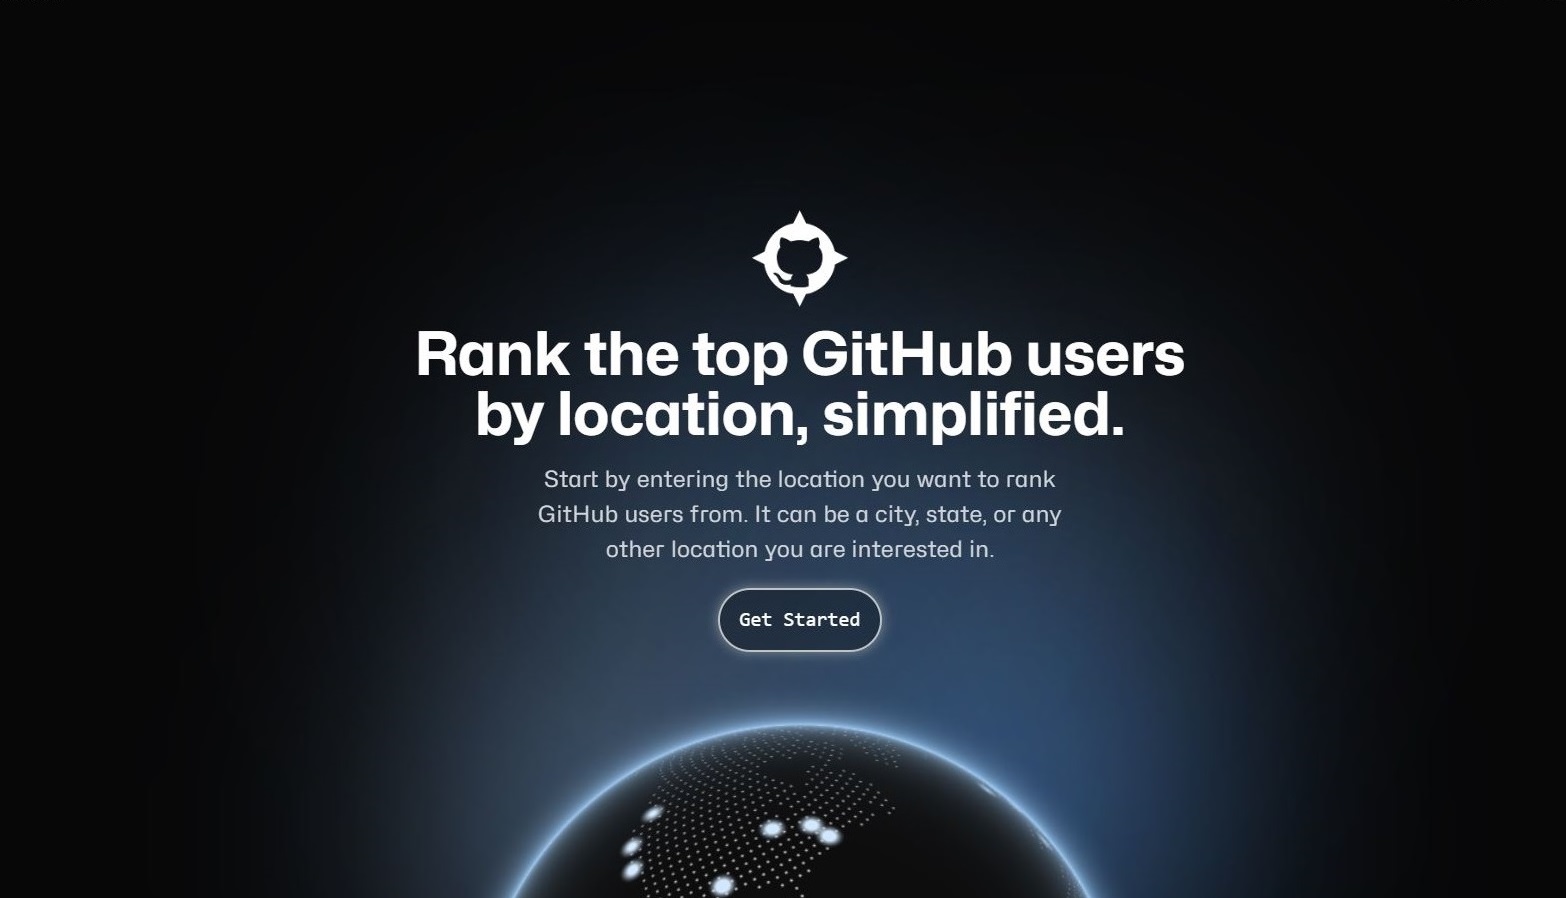 Rank the top GitHub users
by location, simplified.
Start by entering the location you want to rank
GitHub users from. It can be a city, state, or any
other location you are interested in.
Get Started